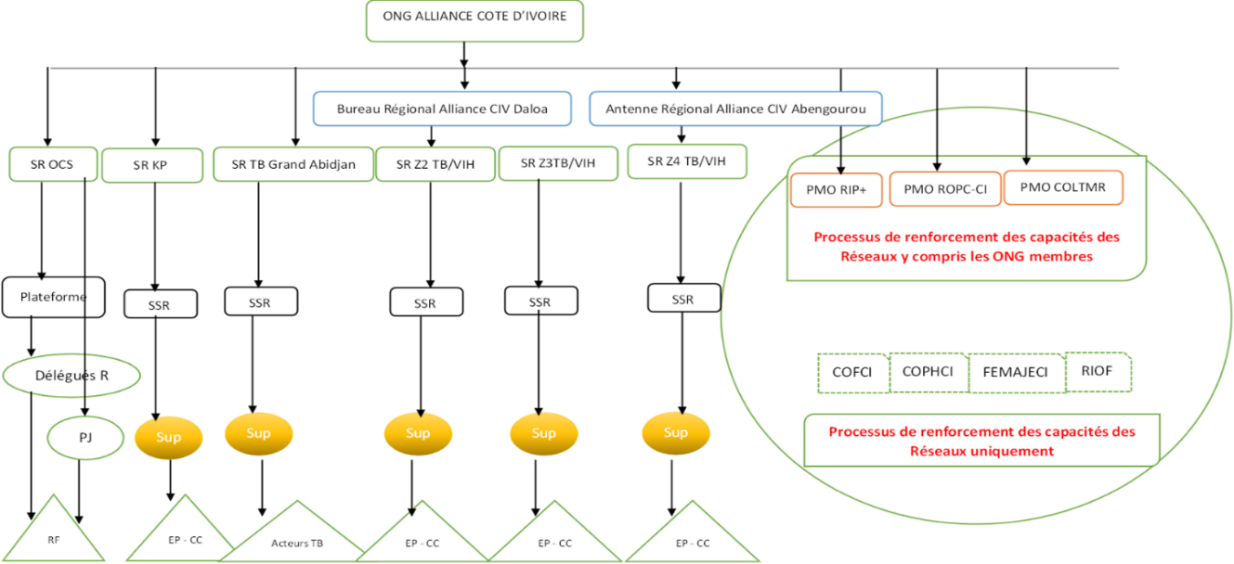 ONG ALLIANCE COTE D'IVOIRE
Bureau Régional Alliance CIV Daloa
Antenne Régional Alliance CIV Abengourou
SR OCS
SR KP
SR TB Grand Abidjan
SR Z2 TB/VIH
SR Z3TB/VIH
SR Z4 TB/VIH
PMO RIP+
PMO ROPC-CI
PMO COLTMR
Processus de renforcement des capacités des
Réseaux y compris les ONG membres
Plateforme
SSR
SSR
SSR
SSR
SSR
Délégués R
COFCI
COPHCI
FEMAJECI
RIOF
PJ
Sup
Sup
Sup
Sup
Sup
Processus de renforcement des capacités des
Réseaux uniquement
RF
EP - CC
Acteurs TB
EP - CC
EP - CC
EP - CC